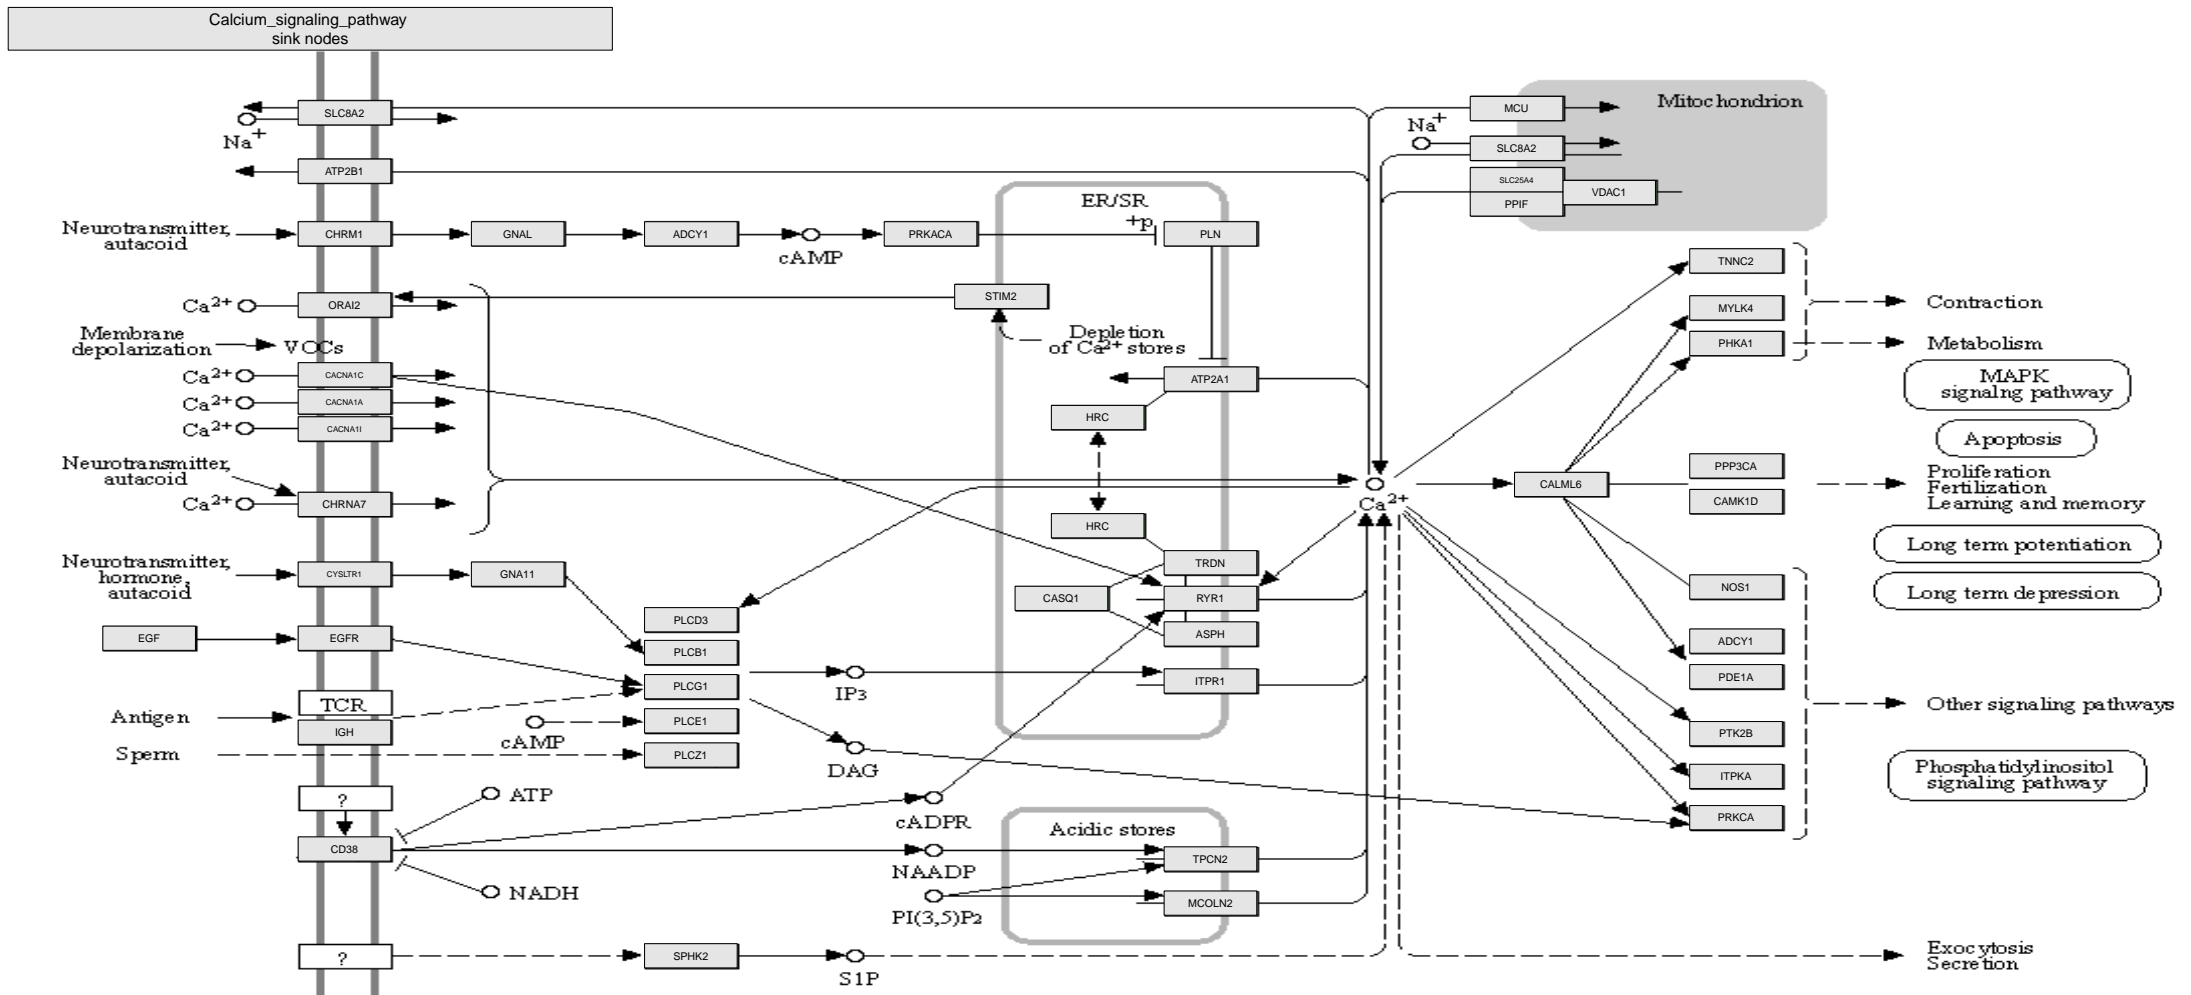 Calcium_signaling_pathway
sink nodes
SLC8A2
Na+
ATP2B1
MCU
Mitochondrion
Na+
SLC8A2
SLC25A4
VDAC1
PPIF
ER/SR
Neurotransmitter,
autacoid
CHRM1
GNAL
ADCY1
cAMP
PRKACA
+p
PLN
TNNC2
Ca2+
ORAI2
STIM2
Contraction
MYLK4
Membrane
depolarization
VOCs
Depletion
of Ca2+ stores
PHKA1
Metabolism
Ca2+
CACNA1C
ATP2A1
MAPK
signalng pathway
Ca2+
CACNA1A
HRC
Ca2+
CACNA1I
Apoptosis
Neurotransmitter,
autacoid
Ca2+
CHRNA7
Ca2+
CALML6
PPP3CA
CAMK1D
Proliferation
Fertilization
Learning and memory
HRC
Long term potentiation
Neurotransmitter,
hormone,
autacoid
CYSLTR1
GNA11
TRDN
CASQ1
RYR1
ASPH
NOS1
Long term depression
EGF
EGFR
PLCD3
PLCB1
PLCG1
PLCE1
PLCZ1
IP3
ITPR1
ADCY1
PDE1A
Antigen
TCR
IGH
Other signaling pathways
PTK2B
cAMP
Sperm
DAG
ITPKA
Phosphatidylinositol
signaling pathway
?
ATP
cADPR
PRKCA
Acidic stores
CD38
NAADP
TPCN2
NADH
PI(3,5)P2
MCOLN2
?
SPHK2
S1P
Exocytosis
Secretion